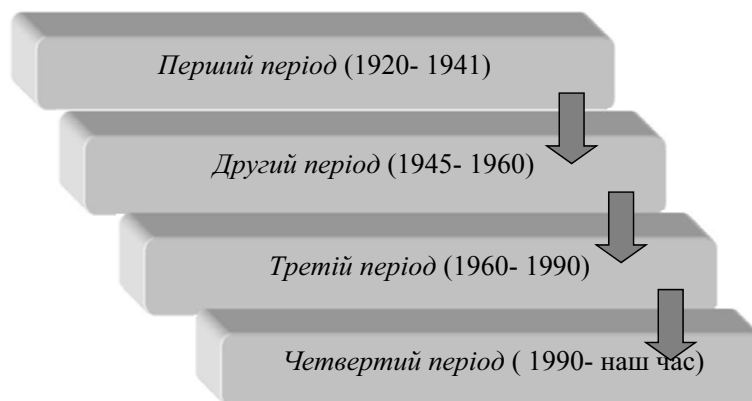 Перший період (1920- 1941)
Другий період (1945- 1960)
Третій період (1960- 1990)
Четвертий період ( 1990- наш час)